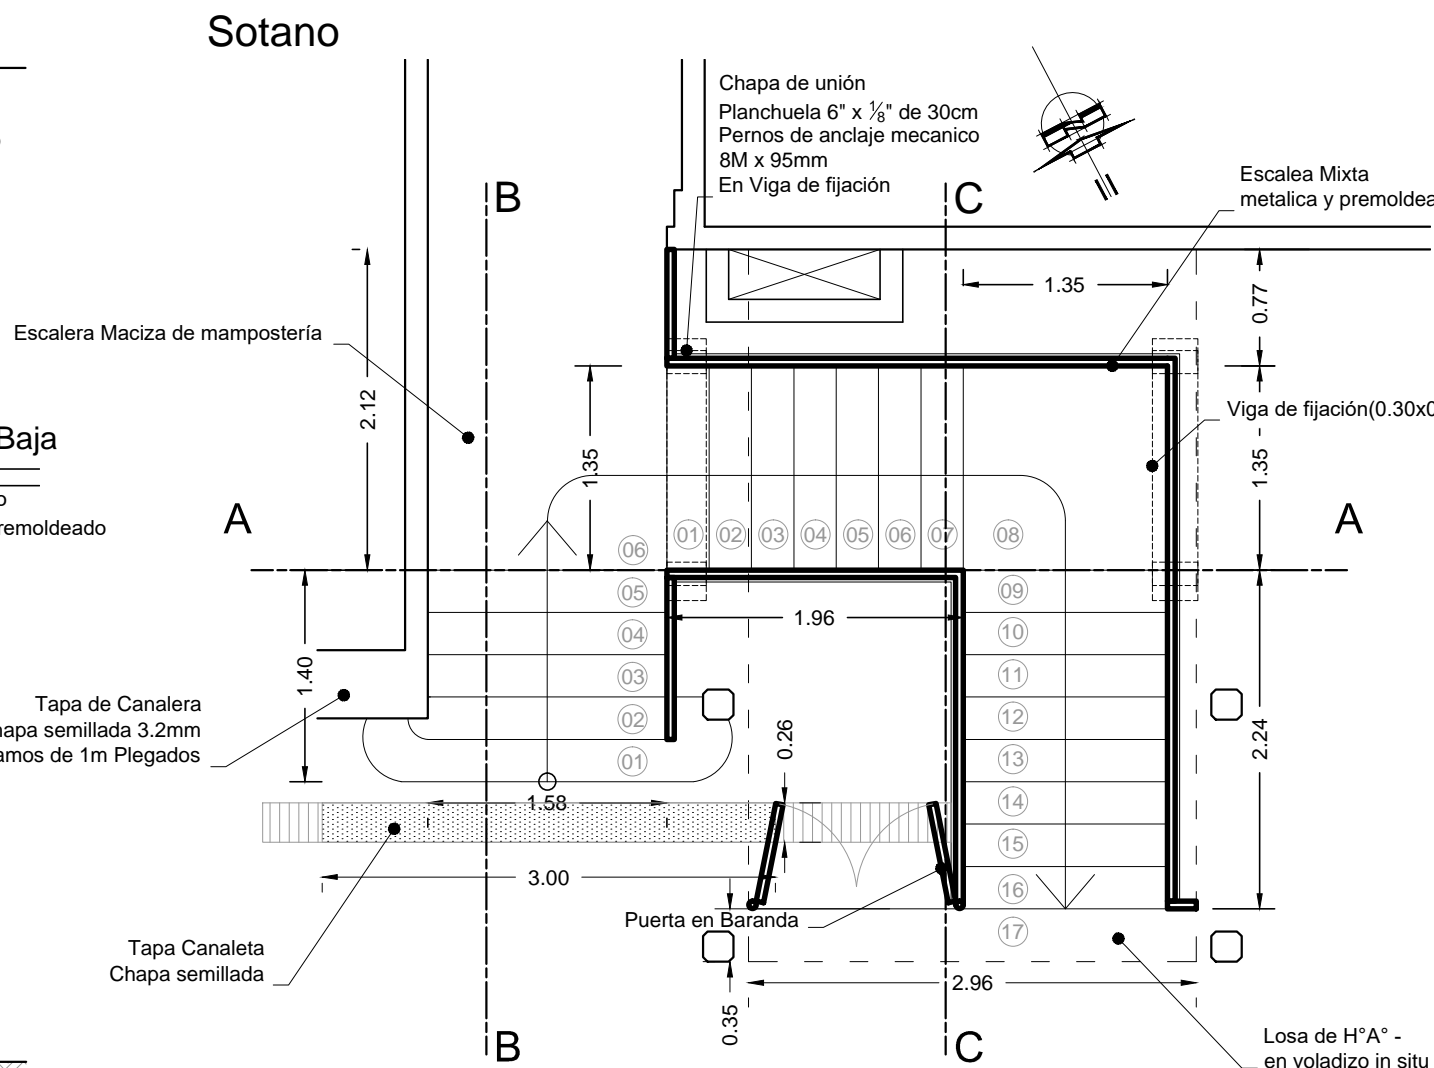 Sotano
Chapa de unión
Planchuela 6" x ⅛" de 30cm
Pernos de anclaje mecanico
8M x 95mm
En Viga de fijación
Escalea Mixta
metalica y premoldea
B
C
1.35
0.77
Escalera Maciza de mampostería
2.12
1.35
Viga de fijación(0.30x0
1.35
Baja
remoldeado
A
A
01 02 03 04 05 06 07 08
06
05
04
03
02
01
09
10
11
12
13
14
15
16
17
1.96
1.40
Tapa de Canalera
hapa semillada 3.2mm
amos de 1m Plegados
0.26
2.24
1.58
3.00
Puerta en Baranda
Tapa Canaleta
Chapa semillada
2.96
0.35
B
C
Losa de H°A° -
en voladizo in situ